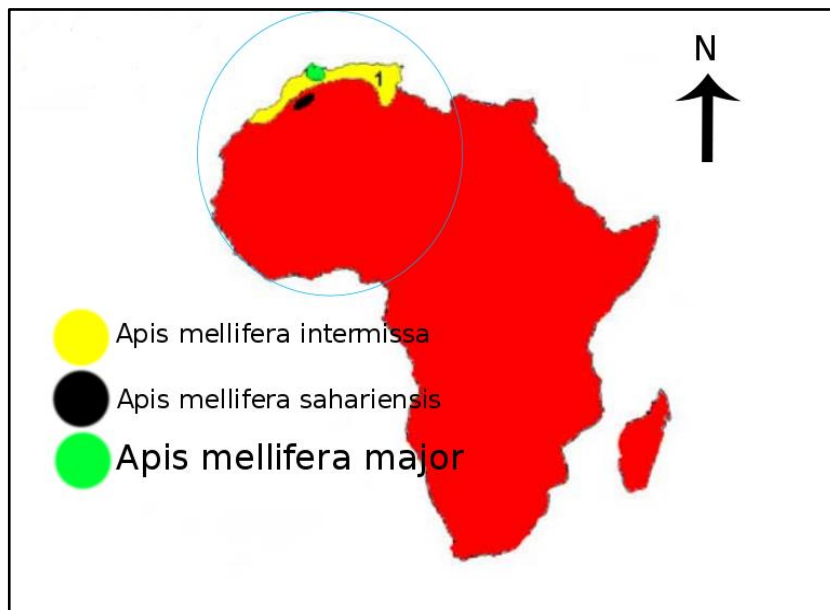 1
N
Apis mellifera intermissa
Apis mellifera sahariensis
Apis mellifera major